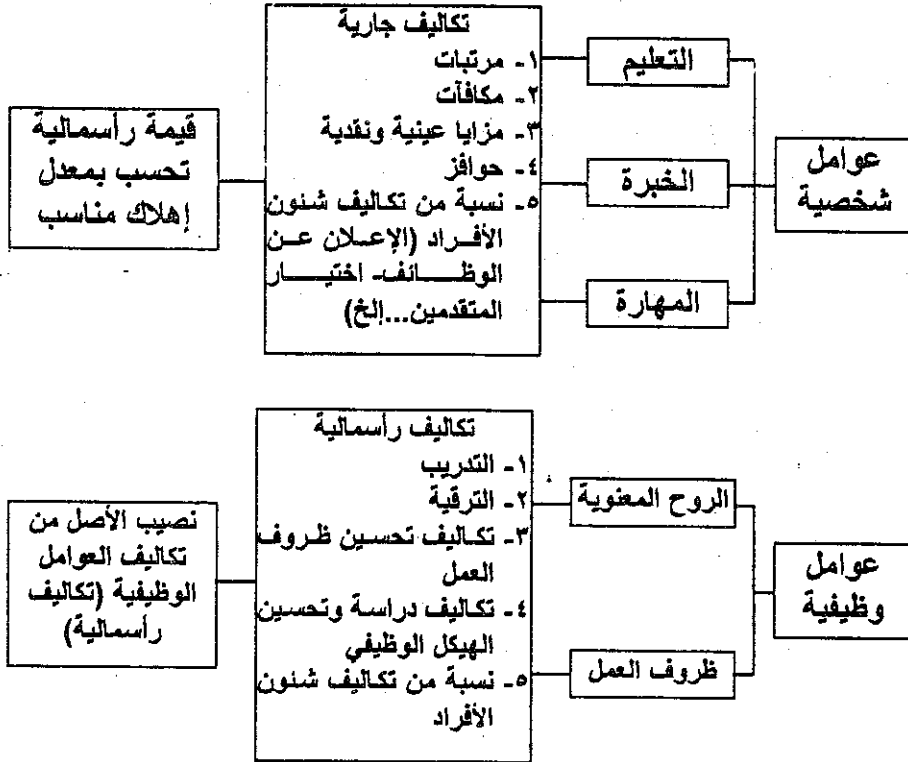 عوامل
شخصية
التعليم
الخبرة
المهارة
تكاليف جارية
١- مرتبات
٢- مكافآت
٣- مزايا عينية ونقدية
٤- حوافز
٥- نسبة من تكاليف شئون
الأفراد (الإعلان عن
الوظائف- اختيار
المتقدمين...إلخ)
قيمة رأسمالية
تحسب بمعدل
إهلاك مناسب
عوامل
وظيفية
الروح المعنوية
ظروف العمل
تكاليف رأسمالية
١- التدريب
٢- الترقية
٣- تكاليف تحسين ظروف
العمل
٤- تكاليف دراسة وتحسين
الهيكل الوظيفي
٥- نسبة من تكاليف شئون
الأفراد
نصيب الأصل من
تكاليف العوامل
الوظيفية (تكاليف
رأسمالية)